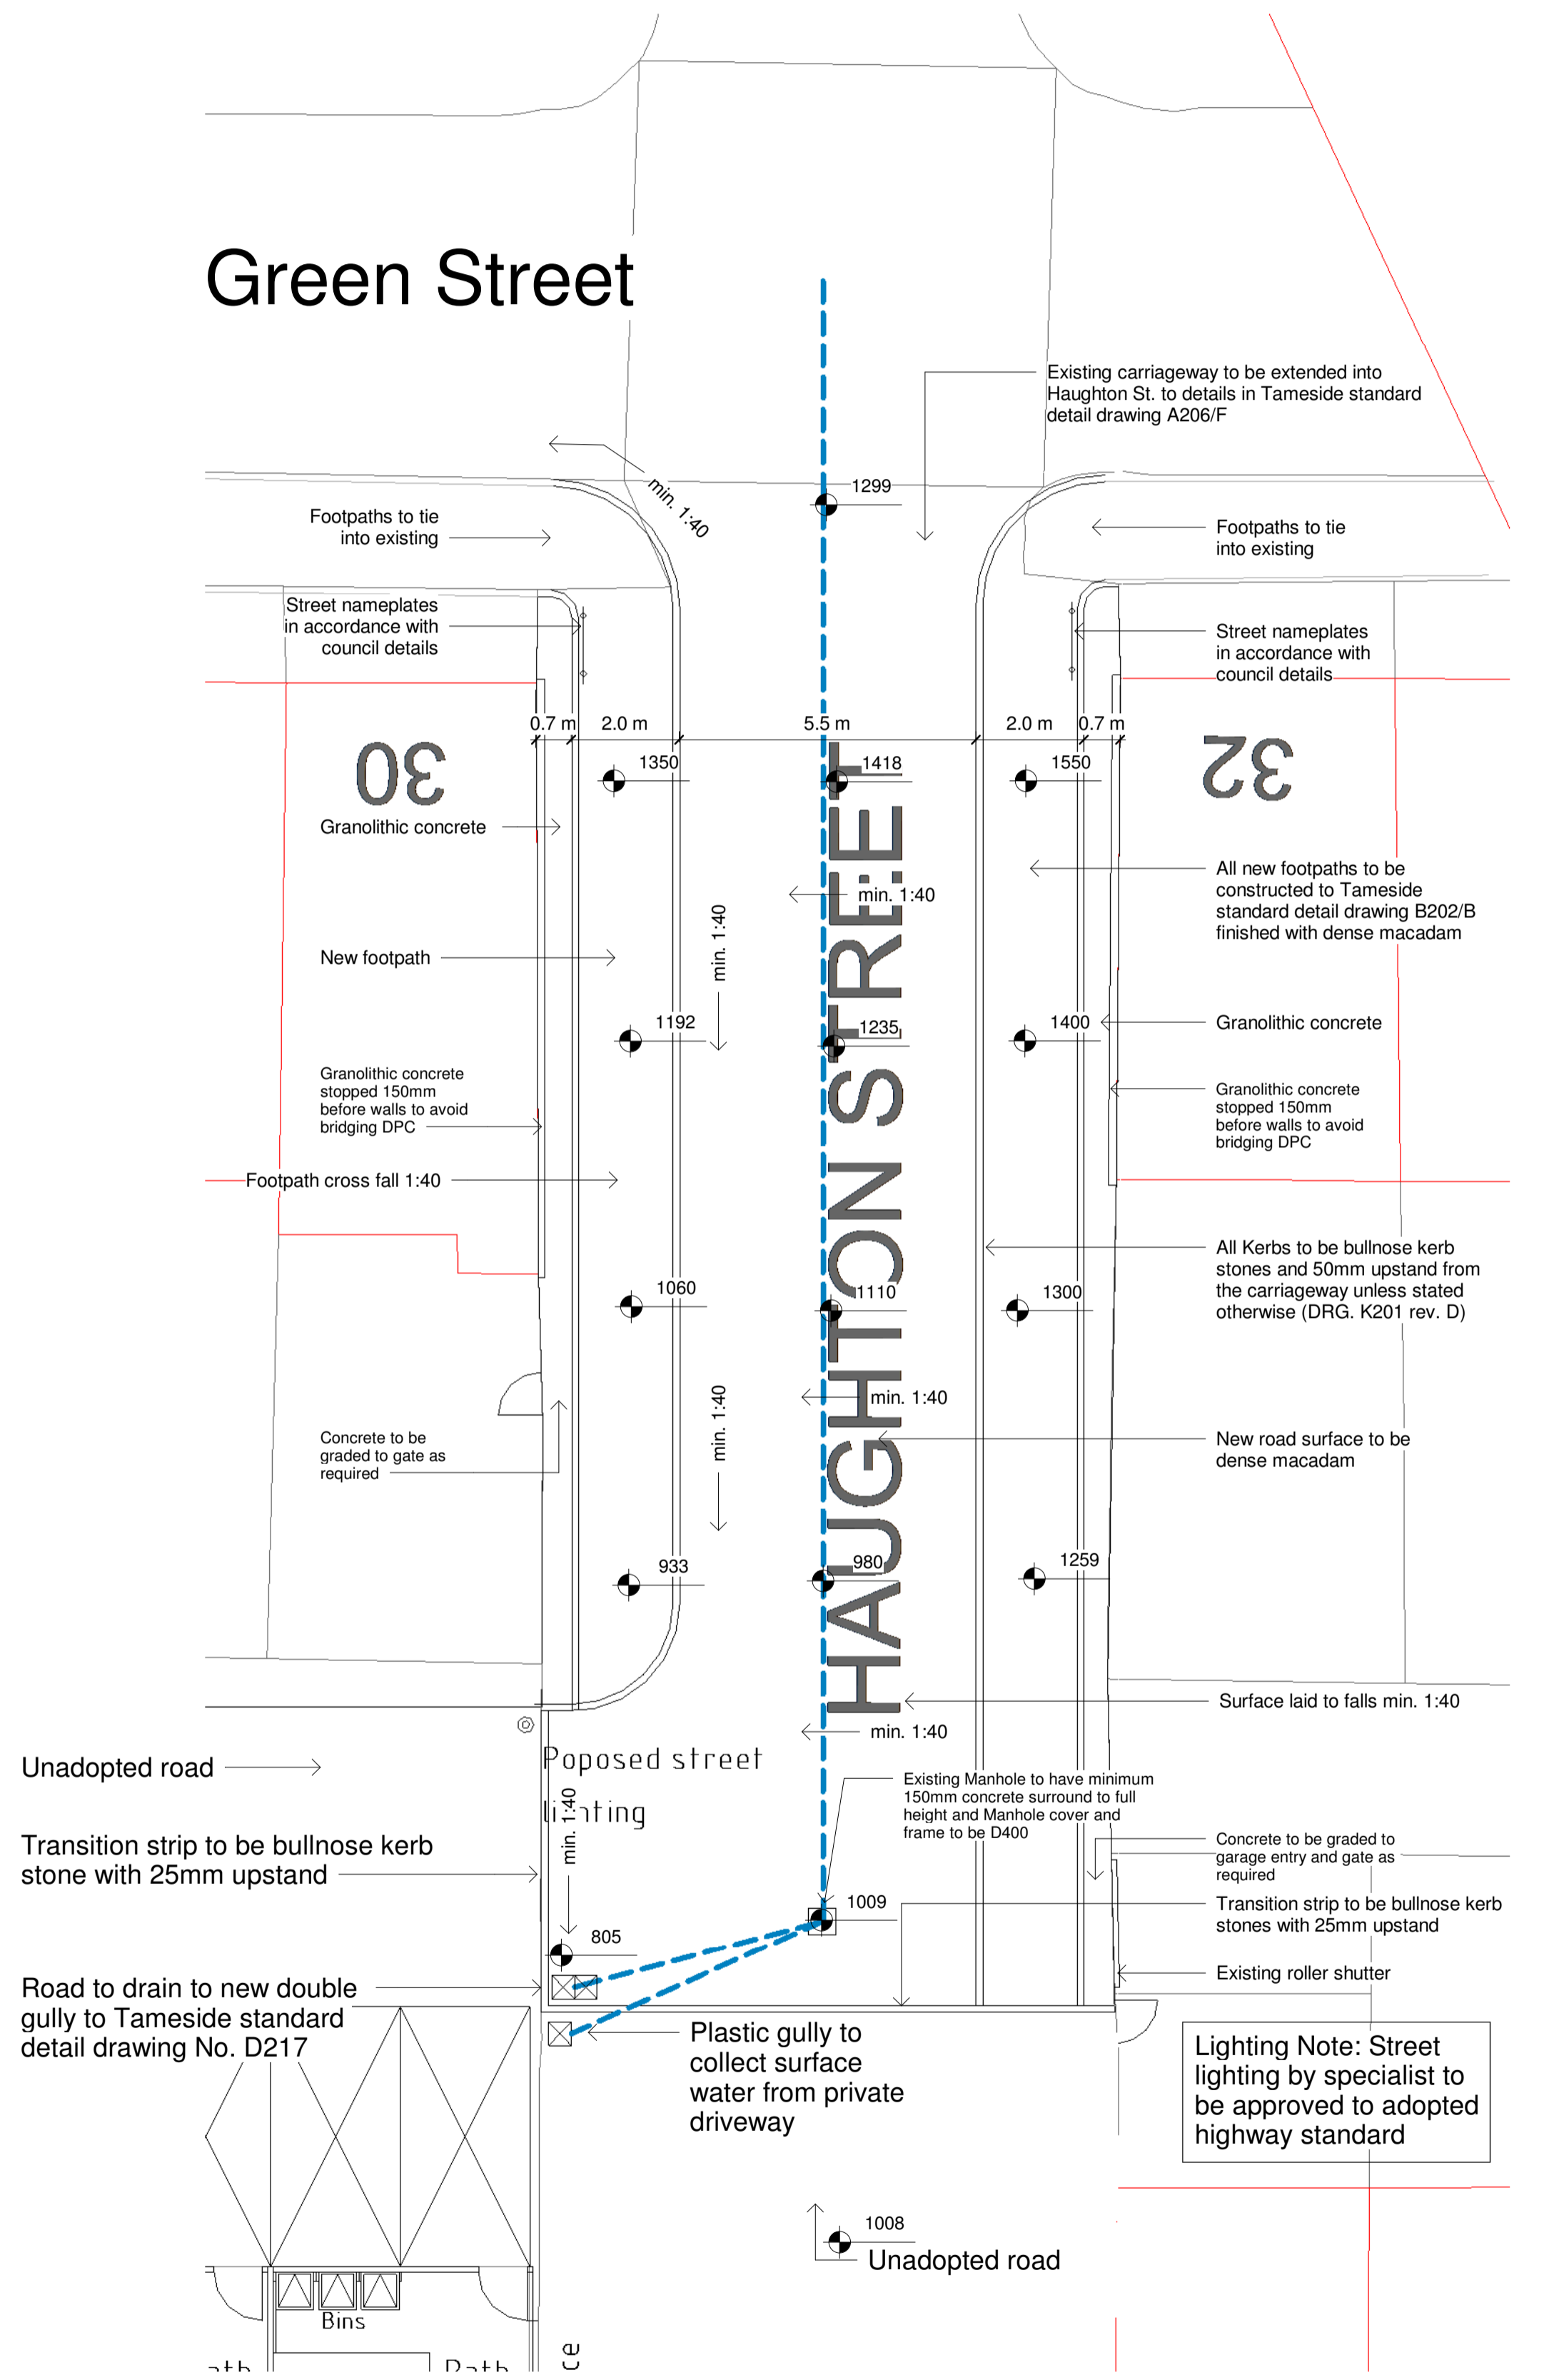 Green Street
Existing carriageway to be extended into
Haughton St. to details in Tameside standard
detail drawing A206/F
min. 1:40
1299
Footpaths to tie
into existing
Footpaths to tie
into existing
Street nameplates
in accordance with
council details
Street nameplates
in accordance with
council details
0.7 m
2.0 m
5.5 m
2.0 m
0.7 m
30
32
1350
1418
1550
Granolithic concrete
min. 1:40
All new footpaths to be
constructed to Tameside
standard detail drawing B202/B
finished with dense macadam
New footpath
min. 1:40
HAUGHTON STREET
1192
1235
1400
Granolithic concrete
Granolithic concrete
stopped 150mm
before walls to avoid
bridging DPC
Granolithic concrete
stopped 150mm
before walls to avoid
bridging DPC
Footpath cross fall 1:40
All Kerbs to be bullnose kerb
stones and 50mm upstand from
the carriageway unless stated
otherwise (DRG. K201 rev. D)
1060
1110
1300
min. 1:40
min. 1:40
Concrete to be
graded to gate as
required
New road surface to be
dense macadam
933
980
1259
Surface laid to falls min. 1:40
min. 1:40
Unadopted road
Poposed street
lighting
min. 1:40
Existing Manhole to have minimum
150mm concrete surround to full
height and Manhole cover and
frame to be D400
Transition strip to be bullnose kerb
stone with 25mm upstand
Concrete to be graded to
garage entry and gate as
required
1009
Transition strip to be bullnose kerb
stones with 25mm upstand
805
Existing roller shutter
Road to drain to new double
gully to Tameside standard
detail drawing No. D217
Plastic gully to
collect surface
water from private
driveway
Lighting Note: Street
lighting by specialist to
be approved to adopted
highway standard
1008
Unadopted road
Bins